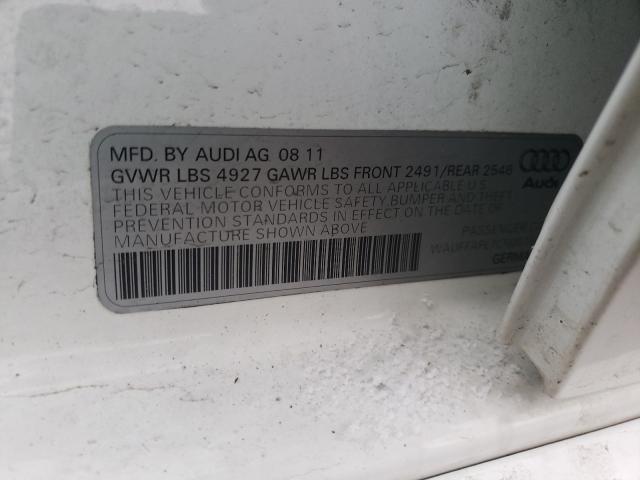 MFD. BY AUDI AG 08 11
GVWR LBS 4927 GAWR LBS FRONT 2491/REAR 2546
THIS VEHICLE CONFORMS TO ALL APPLICABLE U.S.
FEDERAL MOTOR VEHICLE SAFETY, BUMPER AND THEFT
PREVENTION STANDARDS IN EFFECT ON THE DATE OF
MANUFACTURE SHOWN ABOVE
Audi
PASSENGER